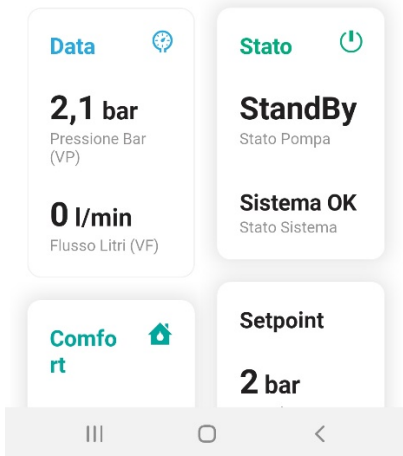 Data
2,1 bar
Pressione Bar
(VP)
0 l/min
Flusso Litri (VF)
Stato
StandBy
Stato Pompa
Sistema OK
Stato Sistema
Comfo
rt
Setpoint
2 bar